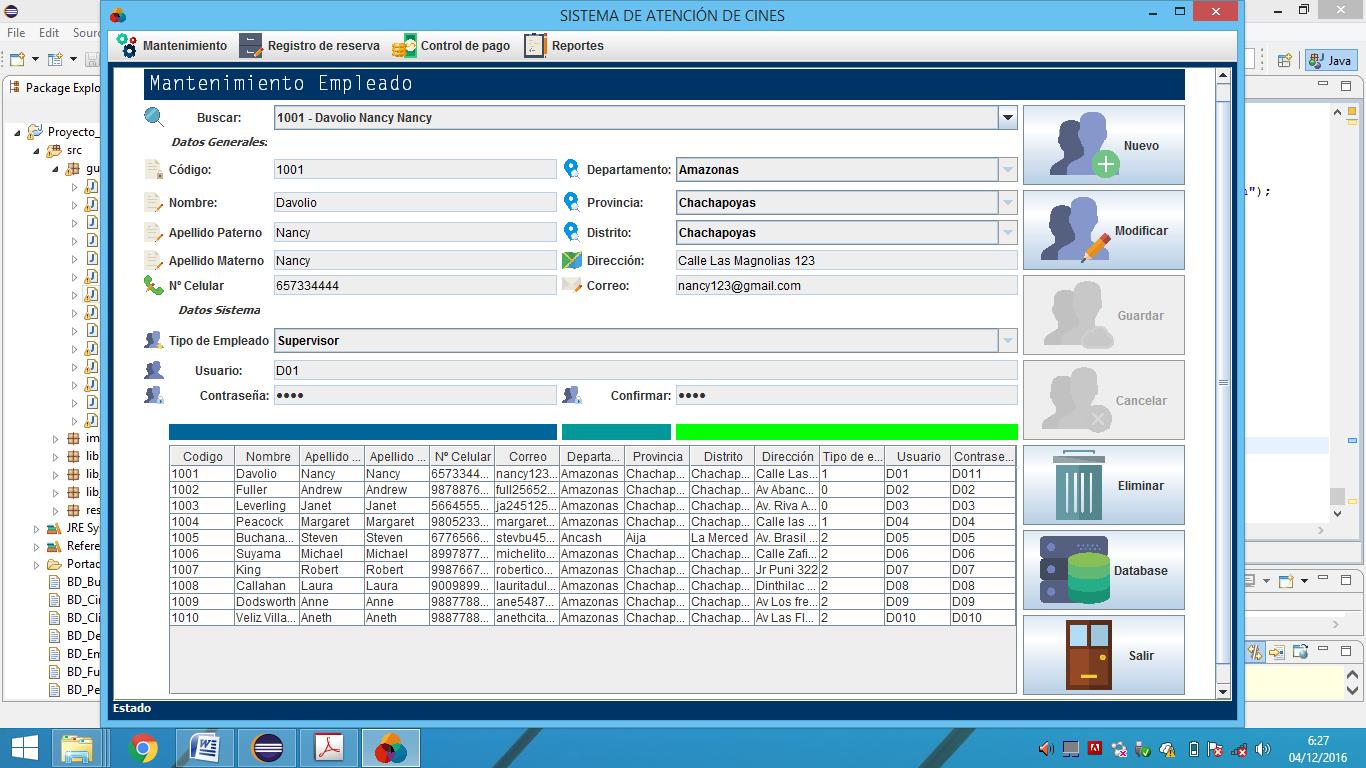 SISTEMA DE ATENCIÓN DE CINES
File Edit Sourc
Mantenimiento Registro de reserva Control de pago Reportes
Java
Package Explo
Mantenimiento Empleado
Buscar: 1001 - Davolio Nancy Nancy
Datos Generales:
Código: 1001 Departamento: Amazonas
Nombre: Davolio Provincia: Chachapoyas
Apellido Paterno Nancy Distrito: Chachapoyas
Apellido Materno Nancy Dirección: Calle Las Magnolias 123
Nº Celular 657334444 Correo: nancy123@gmail.com
Datos Sistema
Tipo de Empleado Supervisor
Usuario: D01
Contraseña: •••• Confirmar: ••••
Nuevo
Modificar
Guardar
Cancelar
Eliminar
Database
Salir
");
Codigo Nombre Apellido ... Apellido ... Nº Celular Correo Departa... Provincia Distrito Dirección Tipo de e... Usuario Contrase...
1001 Davolio Nancy Nancy 6573344... nancy123... Amazonas Chachap... Chachap... Calle Las... 1 D01 D011
1002 Fuller Andrew Andrew 9878876... full25652... Amazonas Chachap... Chachap... Av Abanc... 0 D02 D02
1003 Leverling Janet Janet 5664555... ja245125... Amazonas Chachap... Chachap... Av. Riva A... 0 D03 D03
1004 Peacock Margaret Margaret 9805233... margaret... Amazonas Chachap... Chachap... Calle las ... 1 D04 D04
1005 Buchana... Steven Steven 6776566... stevbu45... Ancash Aija La Merced Av. Brasil ... 2 D05 D05
1006 Suyama Michael Michael 8997877... michelito... Amazonas Chachap... Chachap... Calle Zafi... 2 D06 D06
1007 King Robert Robert 9987667... robertico... Amazonas Chachap... Chachap... Jr Puni 322 2 D07 D07
1008 Callahan Laura Laura 9009899... lauritadul... Amazonas Chachap... Chachap... Dinthilac ... 2 D08 D08
1009 Dodsworth Anne Anne 9887788... ane5487... Amazonas Chachap... Chachap... Av Los fre... 2 D09 D09
1010 Veliz Villa... Aneth Aneth 9887788... anethcita... Amazonas Chachap... Chachap... Av Las Fl... 2 D010 D010
Estado
Proyecto_
src
gu
im
lib
lib_
lib_
res
JRE Sy
Refere
Portac
BD_Bu
BD_Ci
BD_Cli
BD_De
BD_En
BD_Fu
BD_Pe
6:27
04/12/2016